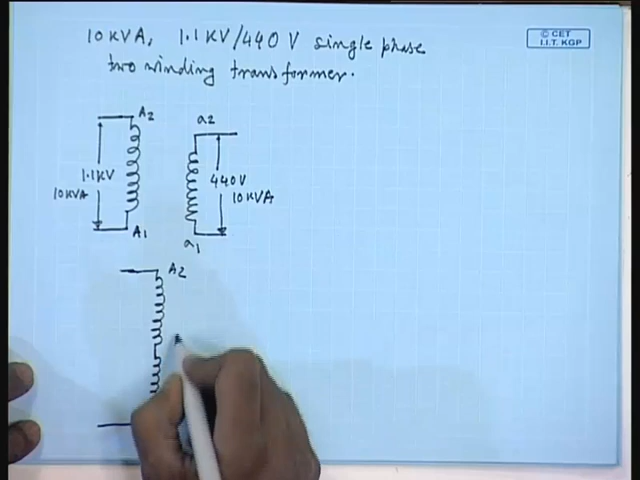 10 KVA, 1.1 KV/440 V single phase
two winding transformer.
© CET
I.I.T. KGP
A2
a2
1.1KV
10KVA
440V
10KVA
A1
a1
A2